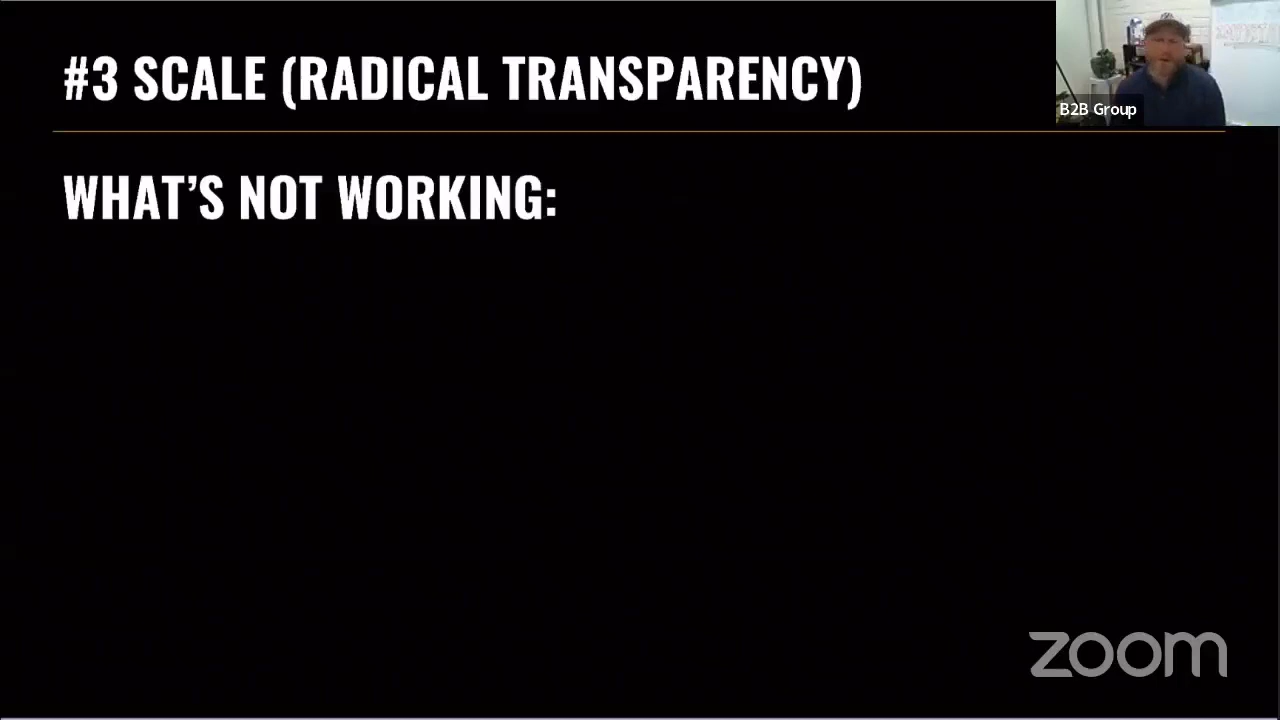 #3 SCALE (RADICAL TRANSPARENCY)
B2B Group
WHAT'S NOT WORKING:
zoom